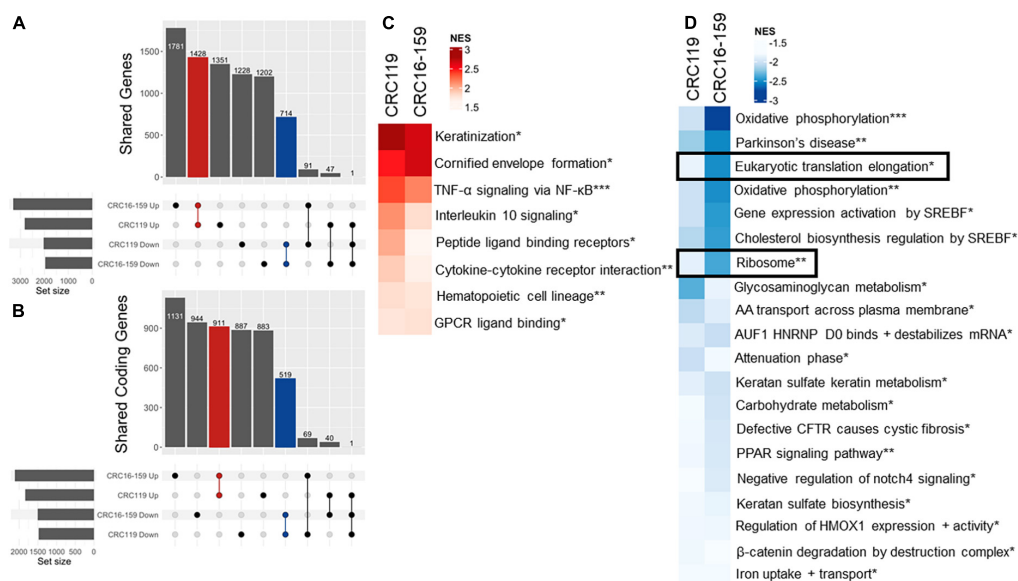 A
Shared Genes
1500
1000
500
0
1781
1428
1351
1228
1202
714
91
47
1
CRC16-159 Up
CRC119 Up
CRC119 Down
CRC16-159 Down
3000
2000
1000
0
Set size
B
Shared Coding Genes
900
600
300
0
1131
944
911
887
883
519
69
40
1
CRC16-159 Up
CRC119 Up
CRC16-159 Down
CRC119 Down
2000
1500
1000
500
0
Set size
C
CRC119
CRC16-159
NES
3
2.5
2
1.5
Keratinization*
Cornified envelope formation*
TNF-α signaling via NF-κB***
Interleukin 10 signaling*
Peptide ligand binding receptors*
Cytokine-cytokine receptor interaction**
Hematopoietic cell lineage**
GPCR ligand binding*
D
CRC119
CRC16-159
NES
-1.5
-2
-2.5
-3
Oxidative phosphorylation***
Parkinson's disease**
Eukaryotic translation elongation*
Oxidative phosphorylation**
Gene expression activation by SREBF*
Cholesterol biosynthesis regulation by SREBF*
Ribosome**
Glycosaminoglycan metabolism*
AA transport across plasma membrane*
AUF1 HNRNP D0 binds + destabilizes mRNA*
Attenuation phase*
Keratan sulfate keratin metabolism*
Carbohydrate metabolism*
Defective CFTR causes cystic fibrosis*
PPAR signaling pathway**
Negative regulation of notch4 signaling*
Keratan sulfate biosynthesis*
Regulation of HMOX1 expression + activity*
β-catenin degradation by destruction complex*
Iron uptake + transport*